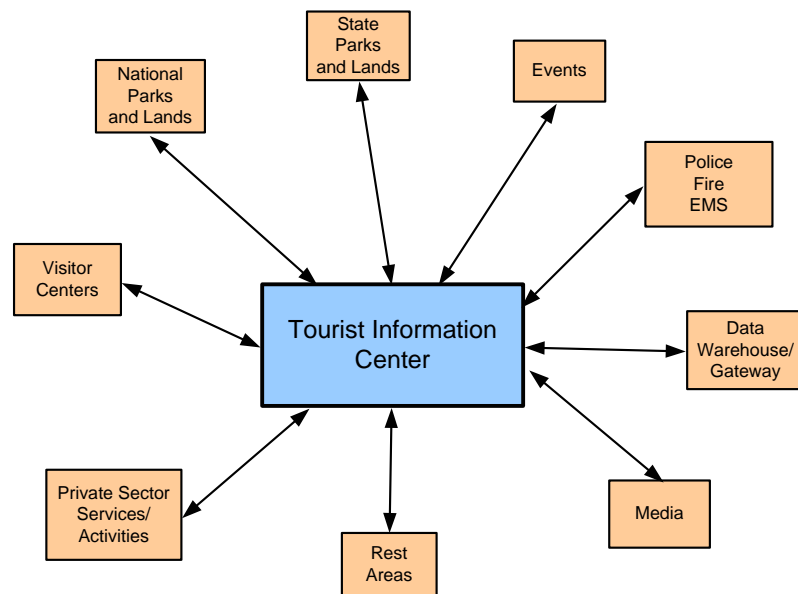 State
Parks
and Lands
National
Parks
and Lands
Events
Police
Fire
EMS
Visitor
Centers
Tourist Information
Center
Data
Warehouse/
Gateway
Private Sector
Services/
Activities
Rest
Areas
Media